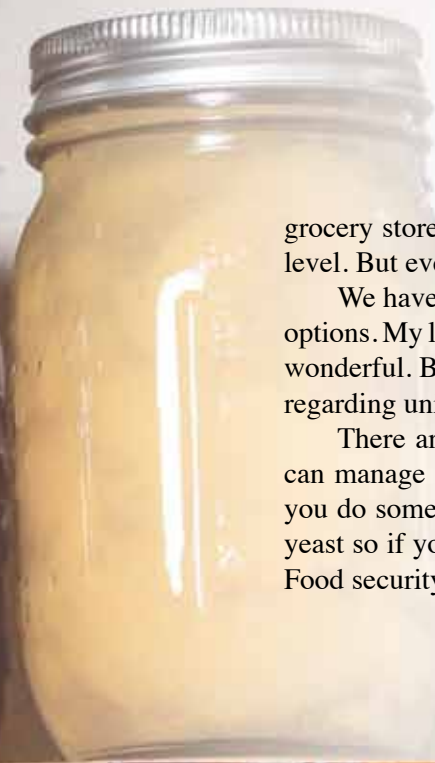 grocery store
level. But eve
We have
options. My l
wonderful. B
regarding uni
There ar
can manage
you do some
yeast so if yo
Food security